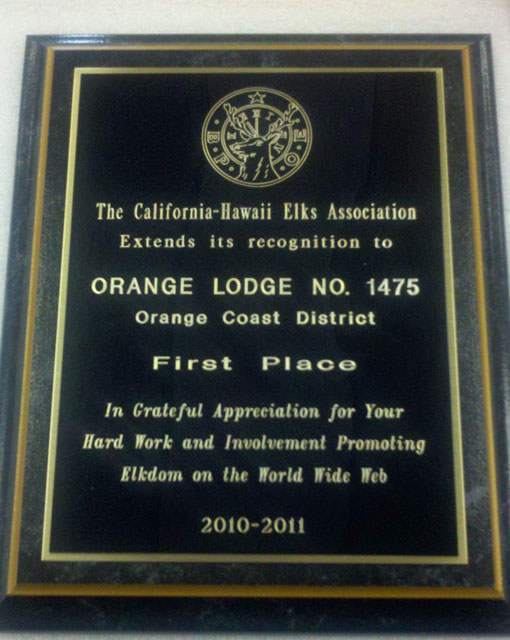 The California-Hawaii Elks Association
Extends its recognition to
ORANGE LODGE NO. 1475
Orange Coast District
First Place
In Grateful Appreciation for Your
Hard Work and Involvement Promoting
Elkdom on the World Wide Web
2010-2011